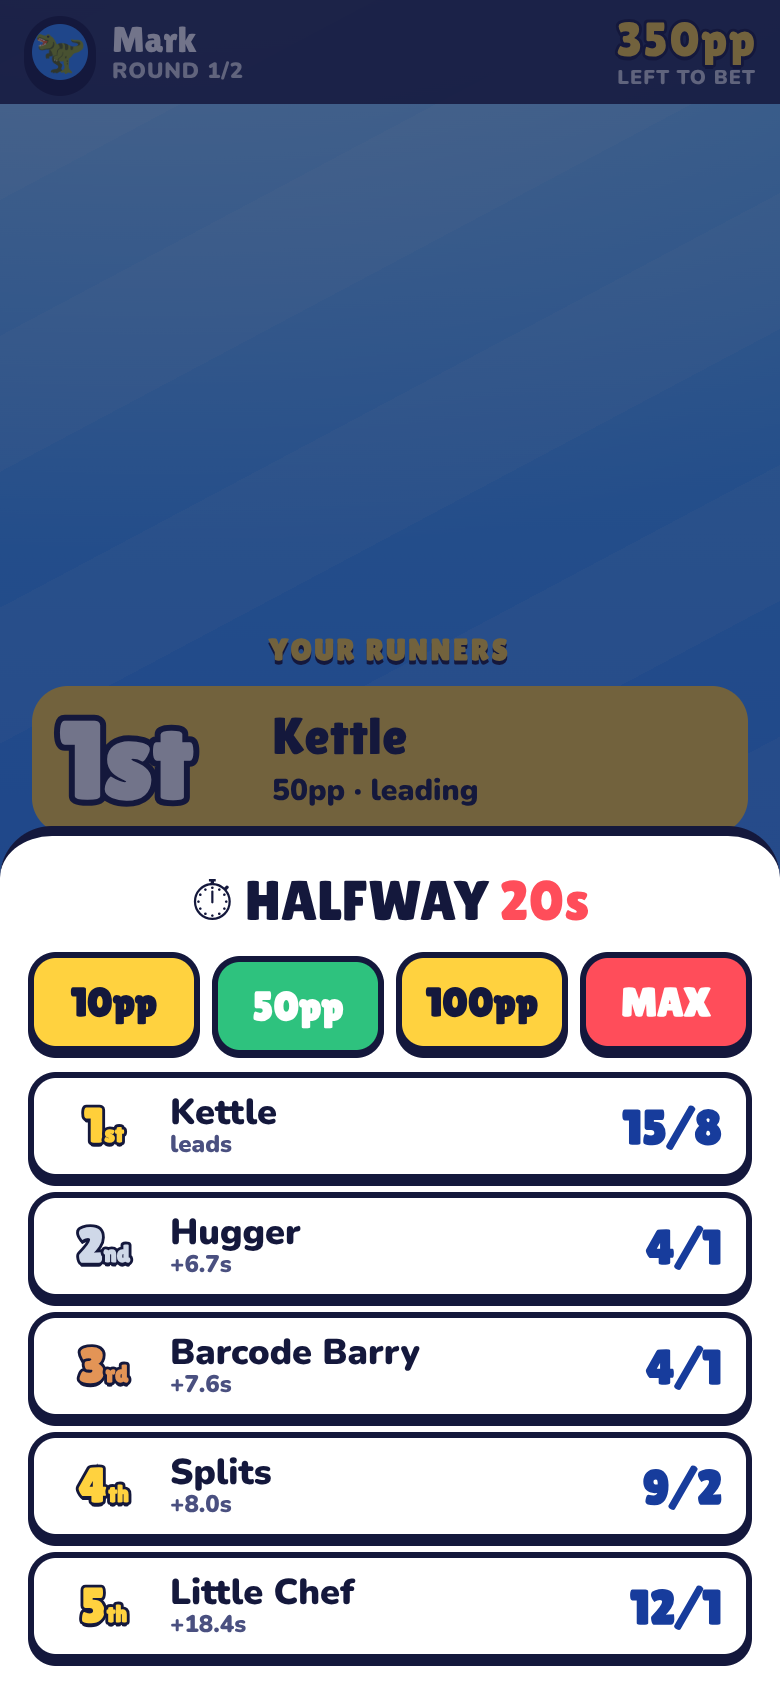 Mark
ROUND 1/2
350pp
LEFT TO BET
YOUR RUNNERS
1st
Kettle
50pp · leading
HALFWAY 20s
10pp
50pp
100pp
MAX
1st
Kettle
leads
15/8
2nd
Hugger
+6.7s
4/1
3rd
Barcode Barry
+7.6s
4/1
4th
Splits
+8.0s
9/2
5th
Little Chef
+18.4s
12/1